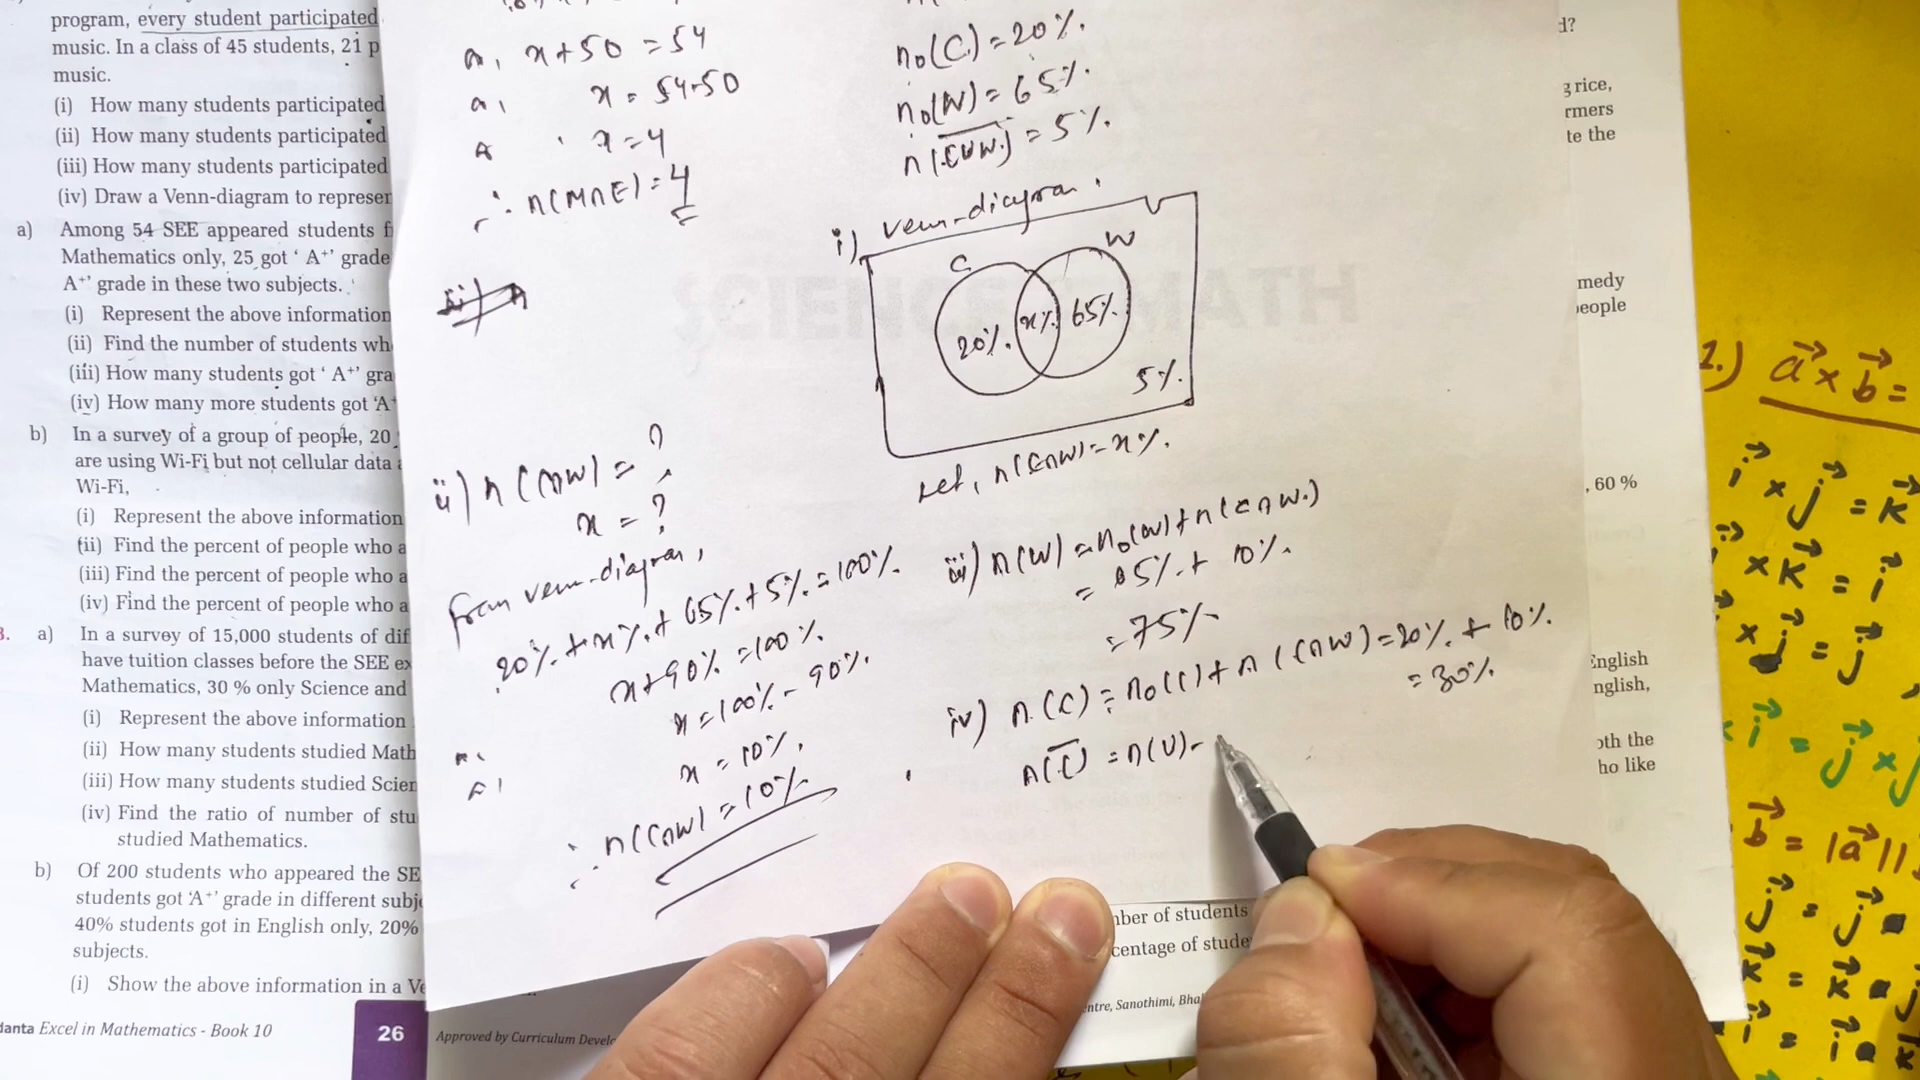 program, every student participated
music. In a class of 45 students, 21 p
music.
(i) How many students participated
(ii) How many students participated
(iii) How many students participated
(iv) Draw a Venn-diagram to represen
a) Among 54 SEE appeared students f
Mathematics only, 25 got ' A⁺' grade
A⁺' grade in these two subjects.
(i) Represent the above information
(ii) Find the number of students wh
(iii) How many students got ' A⁺' gra
(iv) How many more students got 'A⁺
b) In a survey of a group of people, 20
are using Wi-Fi but not cellular data a
Wi-Fi,
(i) Represent the above information
(ii) Find the percent of people who a
(iii) Find the percent of people who a
(iv) Find the percent of people who a
3. a) In a survey of 15,000 students of dif
have tuition classes before the SEE ex
Mathematics, 30 % only Science and
(i) Represent the above information
(ii) How many students studied Math
(iii) How many students studied Scien
(iv) Find the ratio of number of stu
studied Mathematics.
b) Of 200 students who appeared the SE
students got 'A⁺' grade in different subje
40% students got in English only, 20%
subjects.
(i) Show the above information in a Ve
danta Excel in Mathematics - Book 10
26
Approved by Curriculum Develo
x+50 = 54
x = 54-50
x = 4
∴ n(M∩E) = 4
n₀(C) = 20%.
n₀(W) = 65%.
n(C̅U̅W̅) = 5%.
i) Venn-diagram.
U
C
W
20%.
x%.
65%.
5%.
Let, n(C∩W) = x%.
ii) n(C∩W) = ?
x = ?
from venn-diagram,
20%. + x%. + 65%. + 5%. = 100%.
x + 90% = 100%.
x = 100%. - 90%.
x = 10%.
∴ n(C∩W) = 10%
iii) n(W) = n₀(W) + n(C∩W.)
= 65%. + 10%.
= 75%
iv) n(C) = n₀(C) + n(C∩W) = 20%. + 10%.
= 30%.
n(C̅) = n(U) -
d?
g rice,
rmers
te the
medy
people
, 60 %
English
nglish,
oth the
ho like
nber of students
centage of stude
entre, Sanothimi, Bha
1.) a⃗ × b⃗ =
i⃗ × j⃗ = k⃗
× k⃗ = i⃗
× i⃗ = j⃗
i⃗ = j⃗ × j
b⃗ = |a⃗||